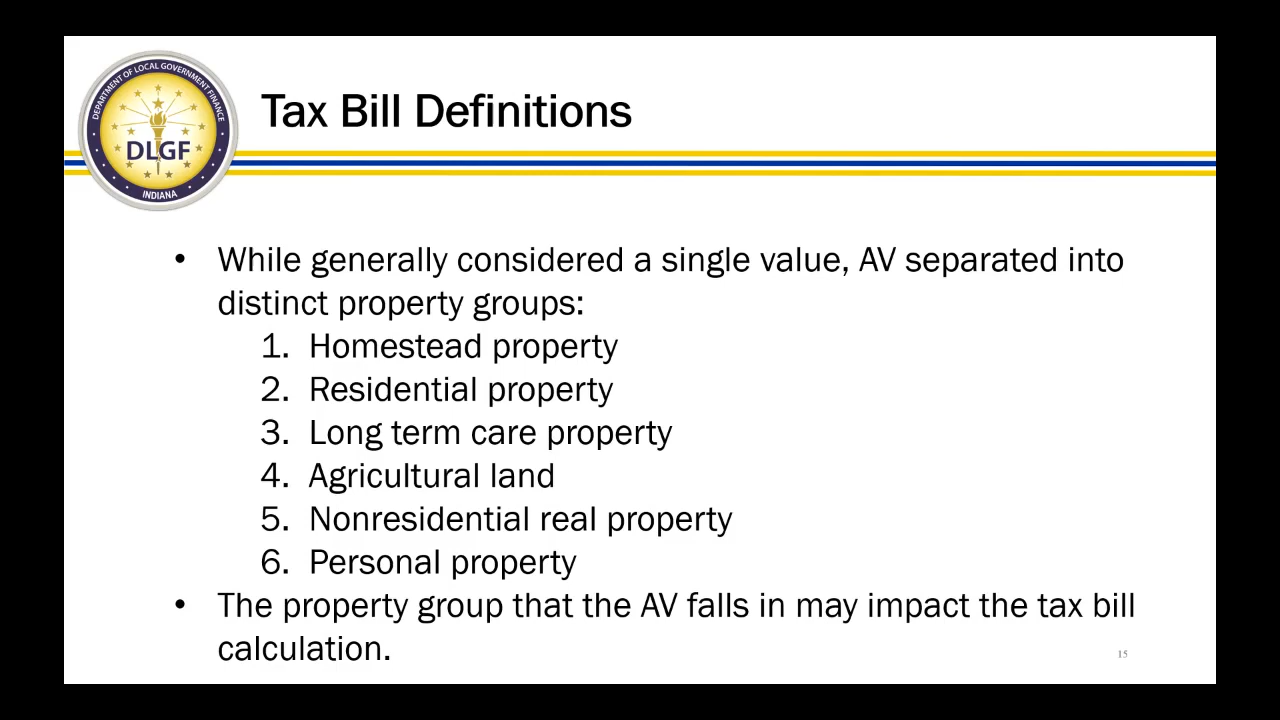 DEPARTMENT OF LOCAL GOVERNMENT FINANCE
DLGF
INDIANA
Tax Bill Definitions
• While generally considered a single value, AV separated into
distinct property groups:
1. Homestead property
2. Residential property
3. Long term care property
4. Agricultural land
5. Nonresidential real property
6. Personal property
• The property group that the AV falls in may impact the tax bill
calculation.
15